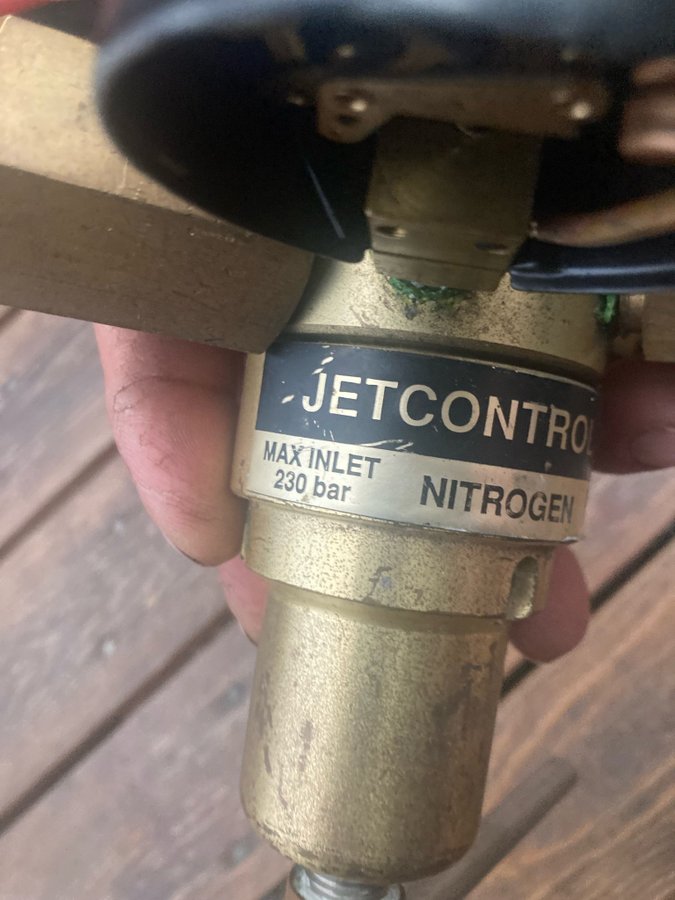 JETCONTROL
MAX INLET
230 bar
NITROGEN